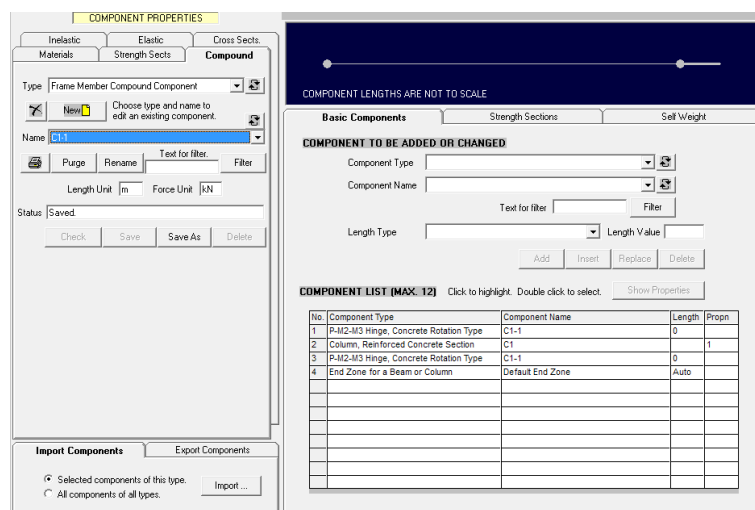 COMPONENT PROPERTIES
Inelastic Elastic Cross Sects.
Materials Strength Sects Compound
Type Frame Member Compound Component
New Choose type and name to
edit an existing component.
Name C1-1
Text for filter.
Purge Rename Filter
Length Unit m Force Unit kN
Status Saved.
Check Save Save As Delete
Import Components Export Components
Selected components of this type.
All components of all types.
Import ...
COMPONENT LENGTHS ARE NOT TO SCALE
Basic Components Strength Sections Self Weight
COMPONENT TO BE ADDED OR CHANGED
Component Type
Component Name
Text for filter Filter
Length Type Length Value
Add Insert Replace Delete
COMPONENT LIST (MAX. 12) Click to highlight. Double click to select. Show Properties
No. Component Type Component Name Length Propn
1 P-M2-M3 Hinge, Concrete Rotation Type C1-1 0
2 Column, Reinforced Concrete Section C1 1
3 P-M2-M3 Hinge, Concrete Rotation Type C1-1 0
4 End Zone for a Beam or Column Default End Zone Auto